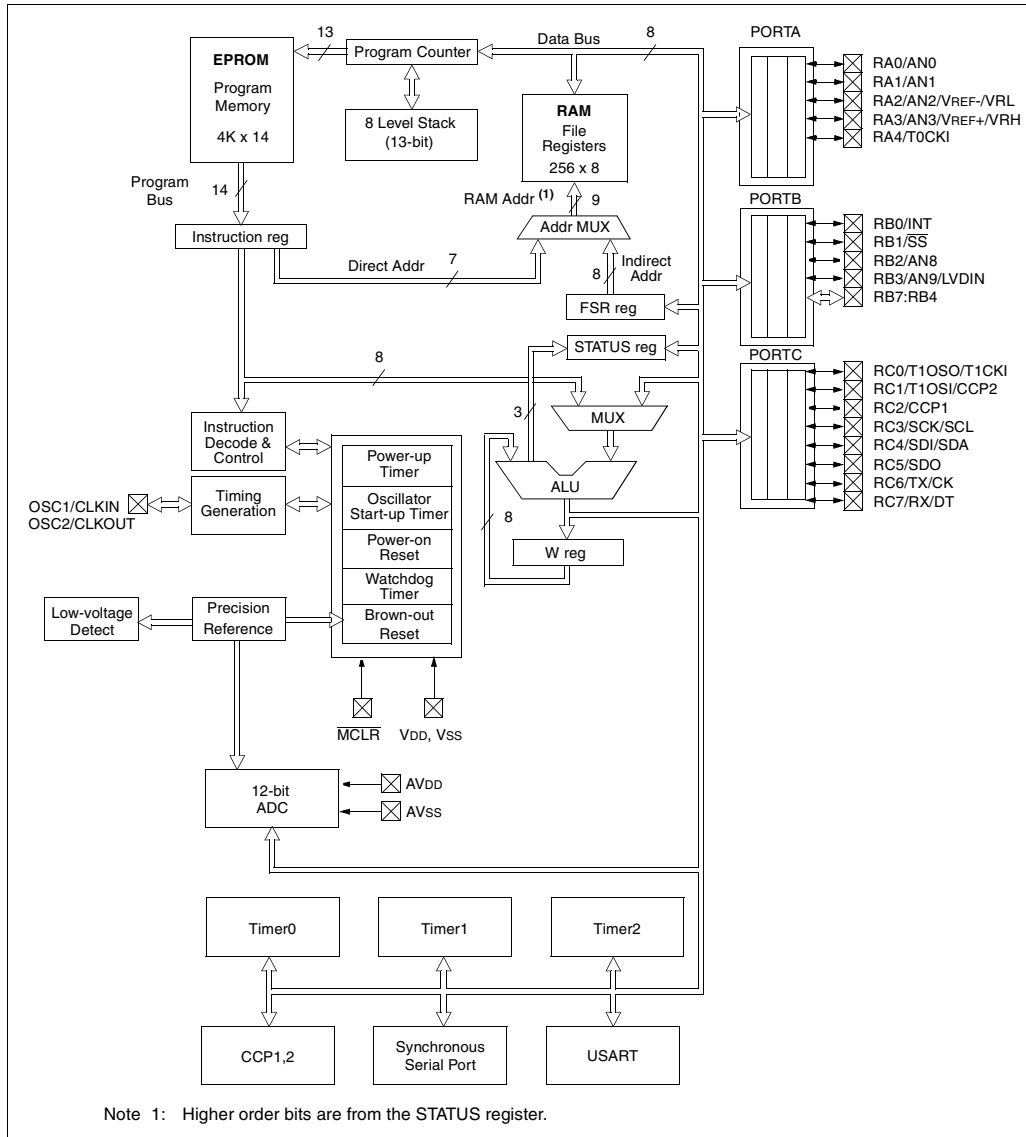 13
Data Bus
8
PORTA
EPROM
Program
Memory
4K x 14
Program Counter
8 Level Stack
(13-bit)
RAM
File
Registers
256 x 8
RA0/AN0
RA1/AN1
RA2/AN2/VREF-/VRL
RA3/AN3/VREF+/VRH
RA4/T0CKI
Program
Bus
14
RAM Addr (1)
9
PORTB
Instruction reg
Addr MUX
Direct Addr
7
8
Indirect
Addr
FSR reg
RB0/INT
RB1/S̅S̅
RB2/AN8
RB3/AN9/LVDIN
RB7:RB4
STATUS reg
8
PORTC
3
MUX
ALU
8
W reg
RC0/T1OSO/T1CKI
RC1/T1OSI/CCP2
RC2/CCP1
RC3/SCK/SCL
RC4/SDI/SDA
RC5/SDO
RC6/TX/CK
RC7/RX/DT
Instruction
Decode &
Control
Timing
Generation
OSC1/CLKIN
OSC2/CLKOUT
Power-up
Timer
Oscillator
Start-up Timer
Power-on
Reset
Watchdog
Timer
Brown-out
Reset
Low-voltage
Detect
Precision
Reference
M̅C̅L̅R̅
VDD, VSS
12-bit
ADC
AVDD
AVSS
Timer0
Timer1
Timer2
CCP1,2
Synchronous
Serial Port
USART
Note 1: Higher order bits are from the STATUS register.